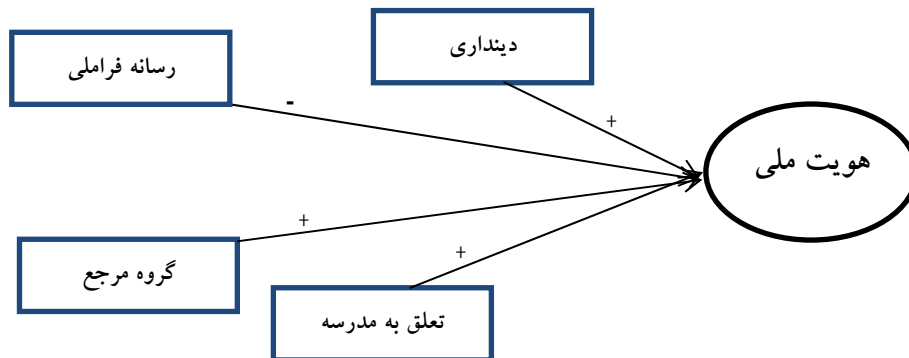 دینداری
رسانه فراملی
-
+
هویت ملی
+
گروه مرجع
+
تعلق به مدرسه